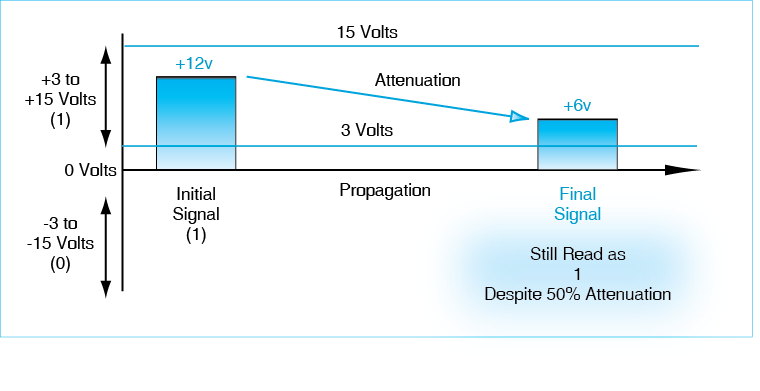 15 Volts
+12v
+3 to
+15 Volts
(1)
Attenuation
+6v
3 Volts
0 Volts
Initial
Signal
(1)
Propagation
Final
Signal
-3 to
-15 Volts
(0)
Still Read as
1
Despite 50% Attenuation